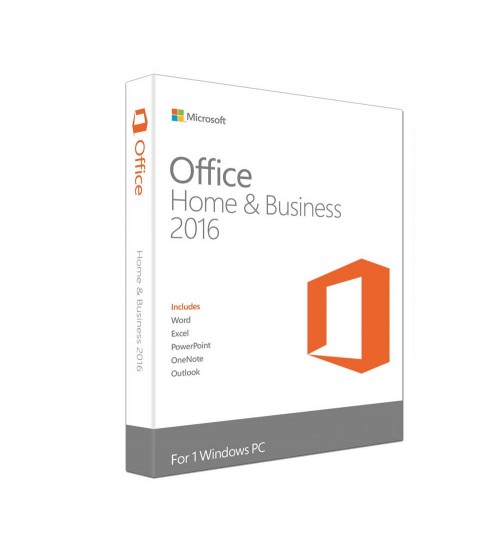 Microsoft
Office
Home & Business
2016
Includes
Word
Excel
PowerPoint
OneNote
Outlook
For 1 Windows PC
Office
Home & Business 2016